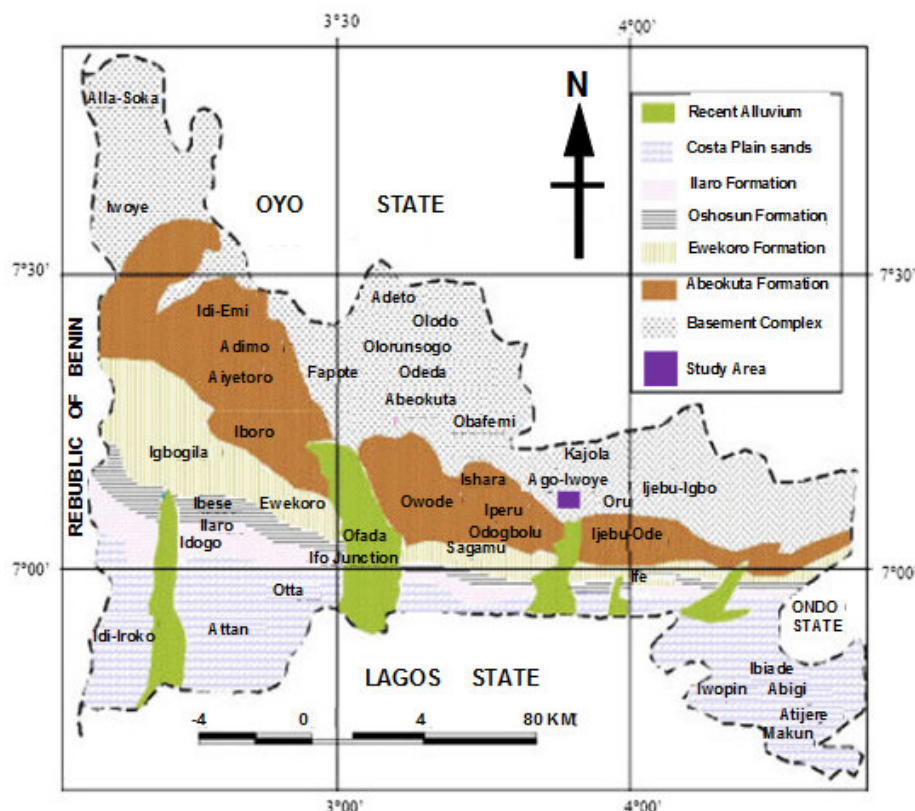 3°30
4°00'
N
Alla-Soka
Recent Alluvium
Costa Plain sands
Ilaro Formation
Iwoye
OYO STATE
Oshosun Formation
Ewekoro Formation
7°30'
7°30'
Abeokuta Formation
Adeto
Idi-Emi
Olodo
Basement Complex
Adimo
Olorunsogo
Study Area
Aiyetoro
Fapote
Odeda
Abeokuta
REBUBLIC OF BENIN
Iboro
Obafemi
Igbogila
Kajola
Ishara
Ago-Iwoye
Ijebu-Igbo
Ibese
Ewekoro
Owode
Iperu
Oru
Ilaro
Ofada
Odogbolu
Ijebu-Ode
Idogo
Ifo Junction
Sagamu
7°00'
7°00'
Ife
Otta
ONDO
STATE
Idi-Iroko
Attan
LAGOS STATE
Ibiade
Iwopin
Abigi
Atijere
Makun
-4 0 4 80 KM
3°00'
4°00'